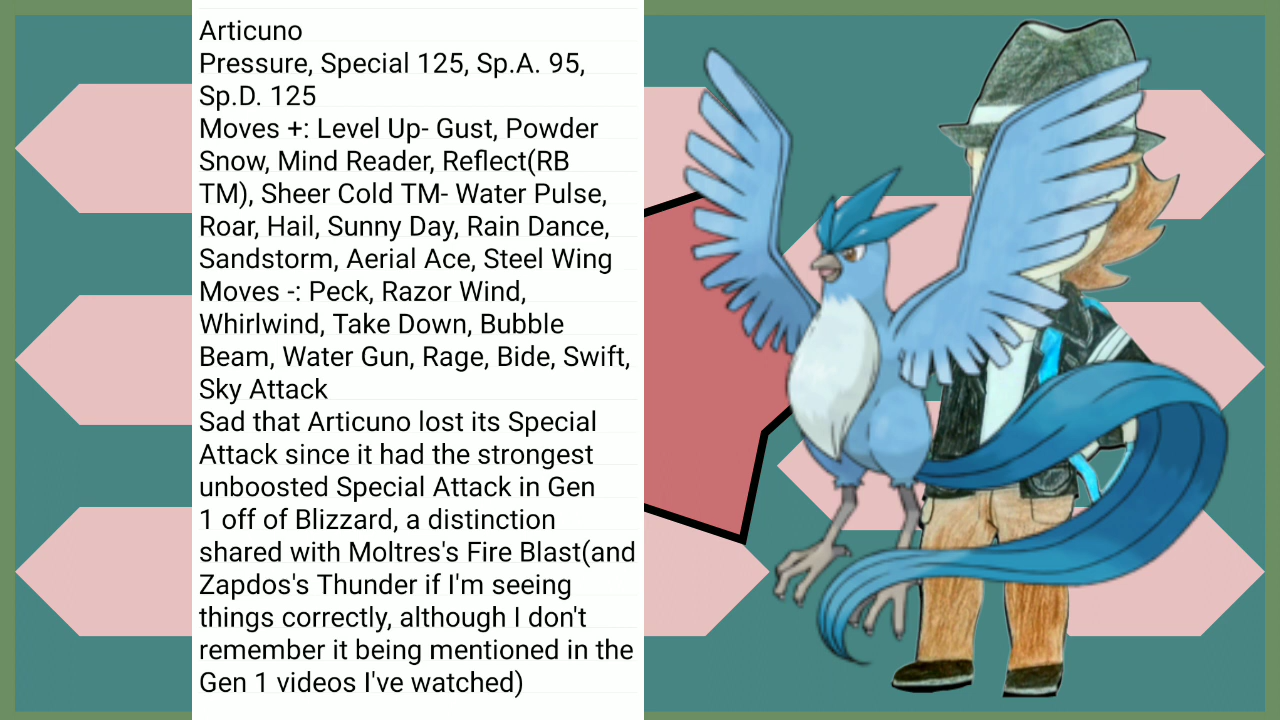 Articuno
Pressure, Special 125, Sp.A. 95,
Sp.D. 125
Moves +: Level Up- Gust, Powder
Snow, Mind Reader, Reflect(RB
TM), Sheer Cold TM- Water Pulse,
Roar, Hail, Sunny Day, Rain Dance,
Sandstorm, Aerial Ace, Steel Wing
Moves -: Peck, Razor Wind,
Whirlwind, Take Down, Bubble
Beam, Water Gun, Rage, Bide, Swift,
Sky Attack
Sad that Articuno lost its Special
Attack since it had the strongest
unboosted Special Attack in Gen
1 off of Blizzard, a distinction
shared with Moltres's Fire Blast(and
Zapdos's Thunder if I'm seeing
things correctly, although I don't
remember it being mentioned in the
Gen 1 videos I've watched)